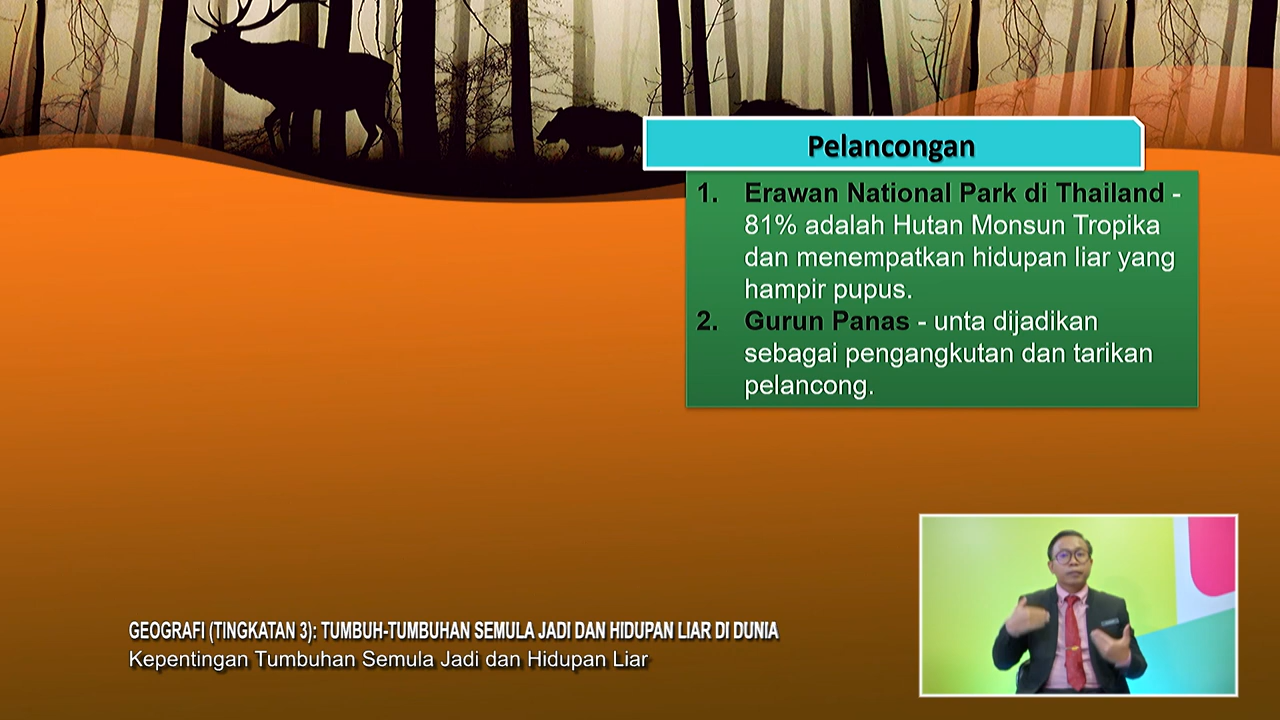 Pelancongan
1. Erawan National Park di Thailand -
81% adalah Hutan Monsun Tropika
dan menempatkan hidupan liar yang
hampir pupus.
2. Gurun Panas - unta dijadikan
sebagai pengangkutan dan tarikan
pelancong.
GEOGRAFI (TINGKATAN 3): TUMBUH-TUMBUHAN SEMULA JADI DAN HIDUPAN LIAR DI DUNIA
Kepentingan Tumbuhan Semula Jadi dan Hidupan Liar